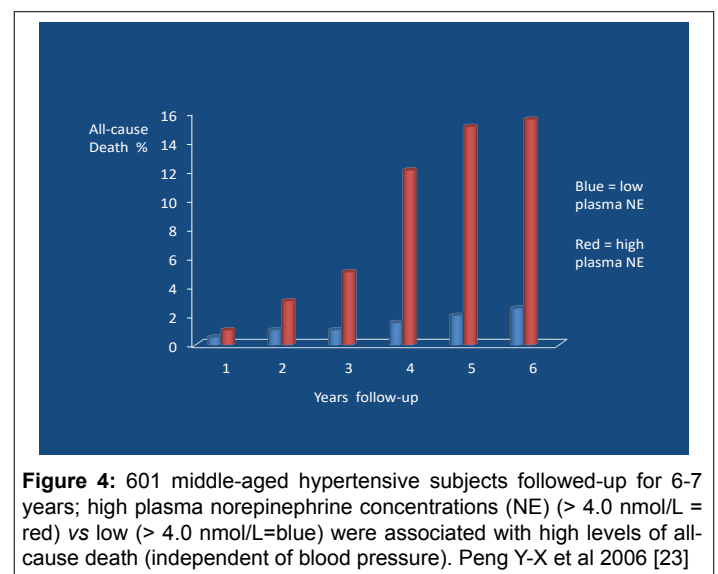 All-cause
Death %
16
14
12
10
8
6
4
2
0
Blue = low
plasma NE
Red = high
plasma NE
1 2 3 4 5 6
Years follow-up
Figure 4: 601 middle-aged hypertensive subjects followed-up for 6-7
years; high plasma norepinephrine concentrations (NE) (> 4.0 nmol/L =
red) vs low (> 4.0 nmol/L=blue) were associated with high levels of all-
cause death (independent of blood pressure). Peng Y-X et al 2006 [23]